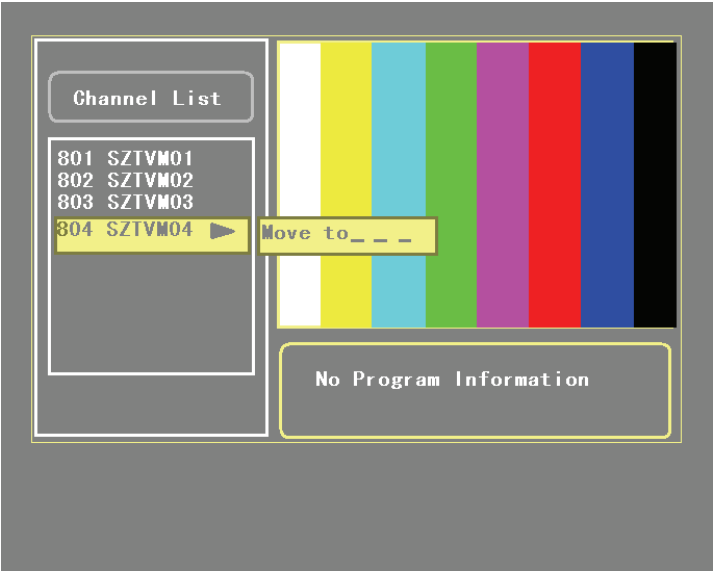 Channel List
801 SZTVM01
802 SZTVM02
803 SZTVM03
804 SZTVM04
Move to_ _ _
No Program Information